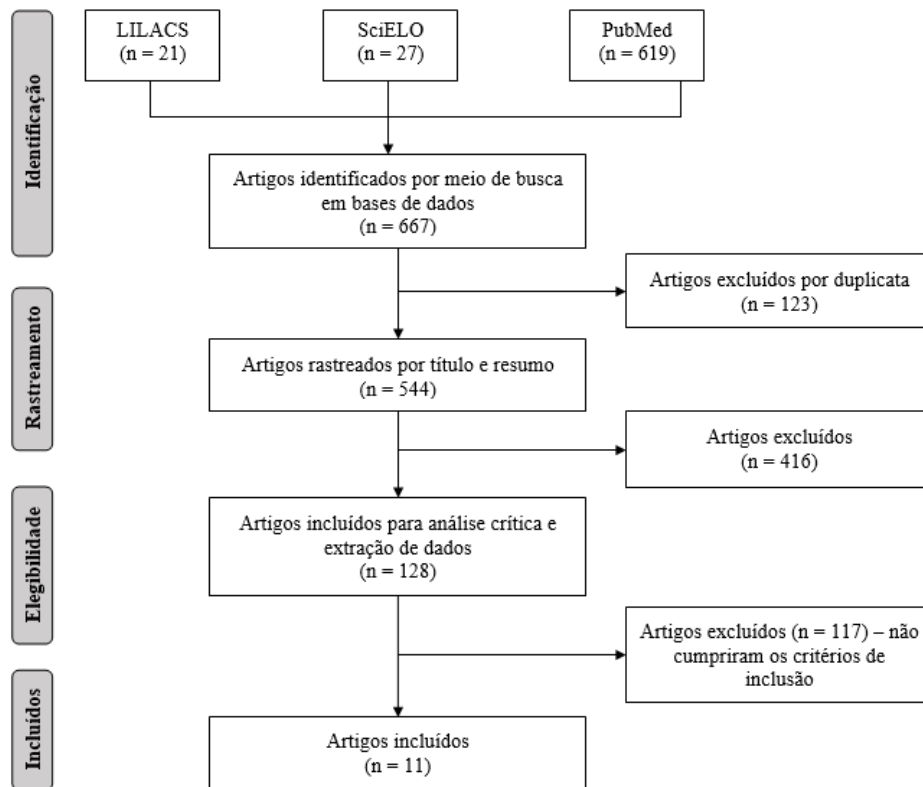 Identificação
LILACS
(n = 21)
SciELO
(n = 27)
PubMed
(n = 619)
Artigos identificados por meio de busca
em bases de dados
(n = 667)
Rastreamento
Artigos excluídos por duplicata
(n = 123)
Artigos rastreados por título e resumo
(n = 544)
Artigos excluídos
(n = 416)
Elegibilidade
Artigos incluídos para análise crítica e
extração de dados
(n = 128)
Artigos excluídos (n = 117) – não
cumpriram os critérios de
inclusão
Incluídos
Artigos incluídos
(n = 11)